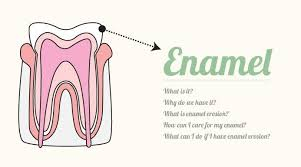 Enamel
What is it?
Why do we have it?
What is enamel erosion?
How can I care for my enamel?
What can I do if I have enamel erosion?